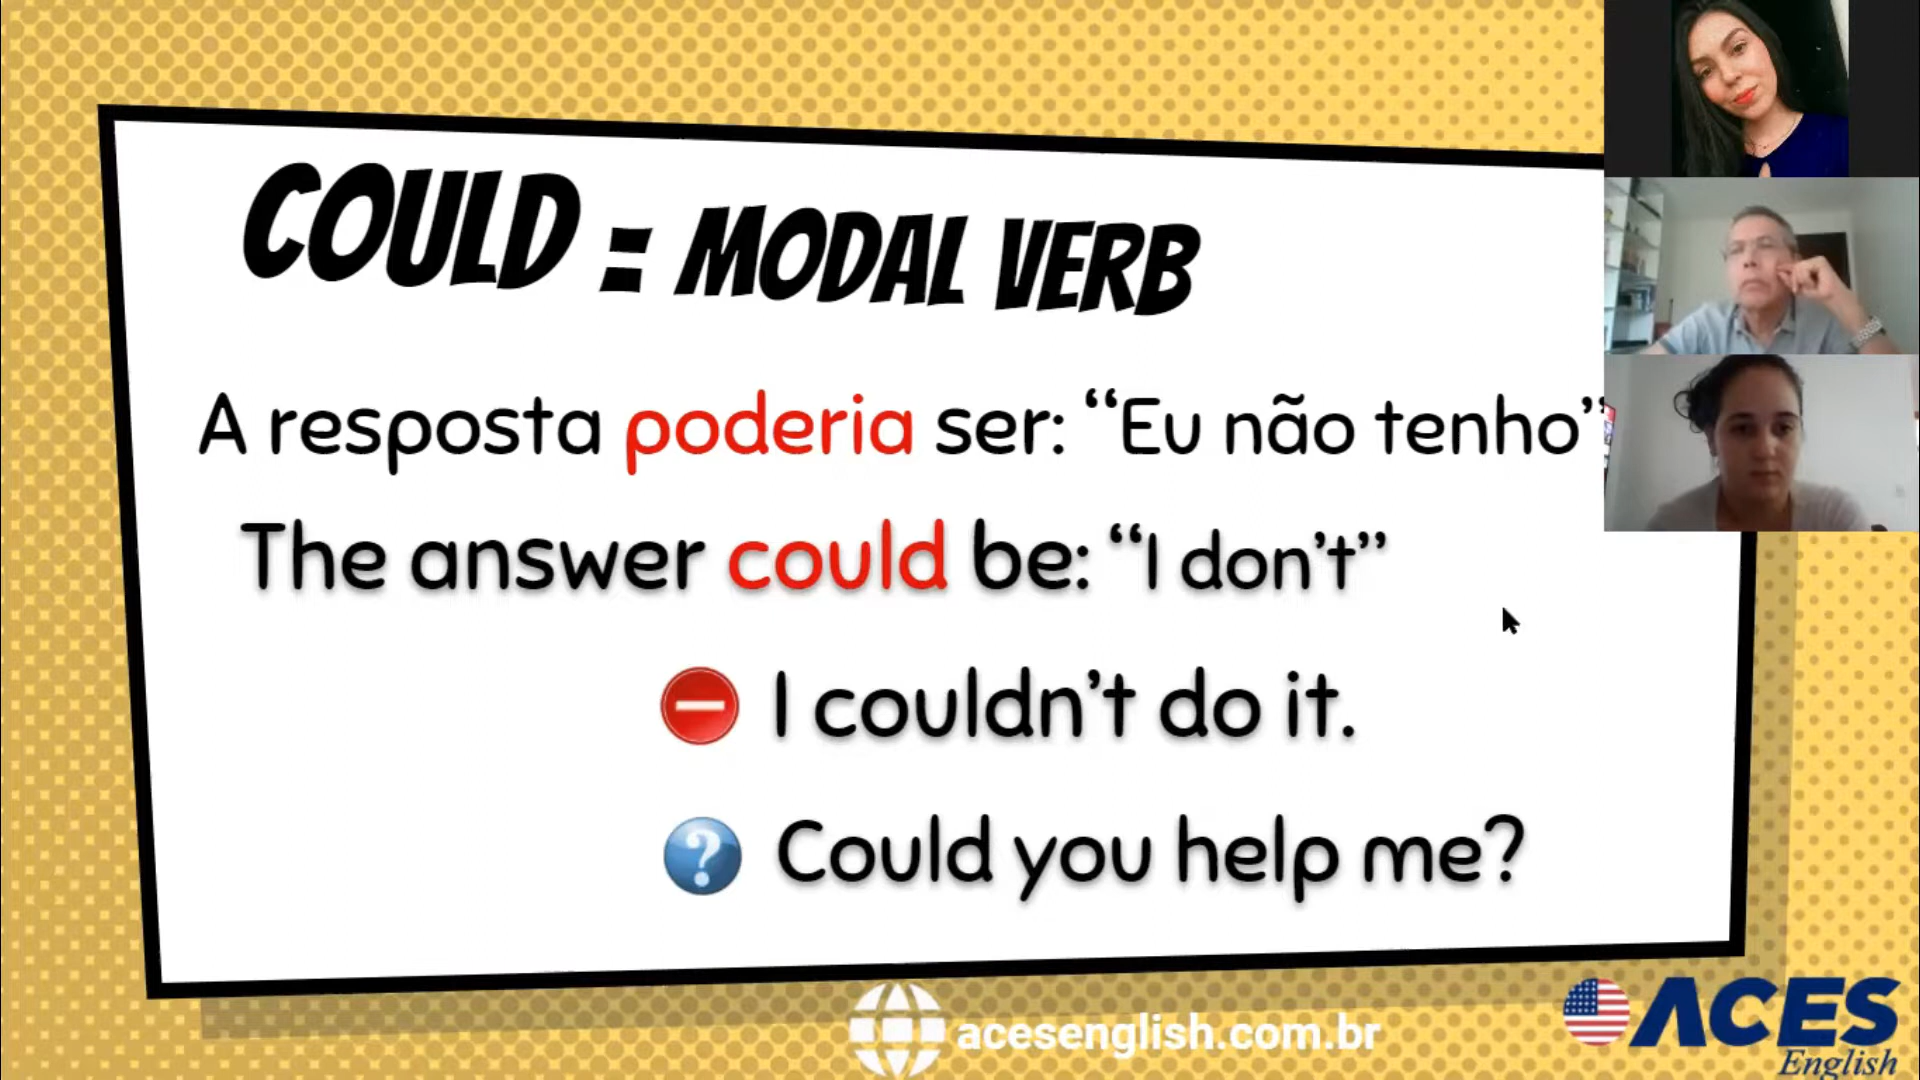 COULD = MODAL VERB
A resposta poderia ser: “Eu não tenho”
The answer could be: “I don’t”
I couldn’t do it.
? Could you help me?
acesenglish.com.br
ACES
English